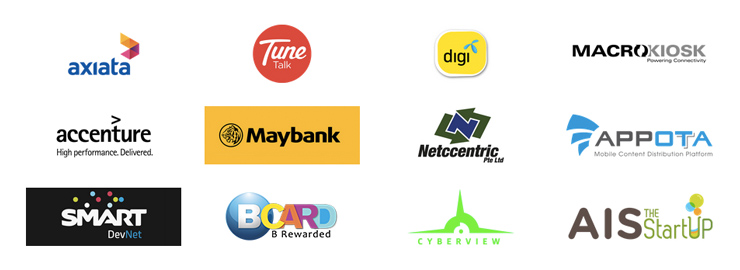 axiata
Tune
Talk
digi
MACROKIOSK
Powering Connectivity
accenture
High performance. Delivered.
Maybank
N
Netccentric
Pte Ltd
APPOTA
Mobile Content Distribution Platform
SMART
DevNet
BCARD
B Rewarded
CYBERVIEW
AIS THE StartUp